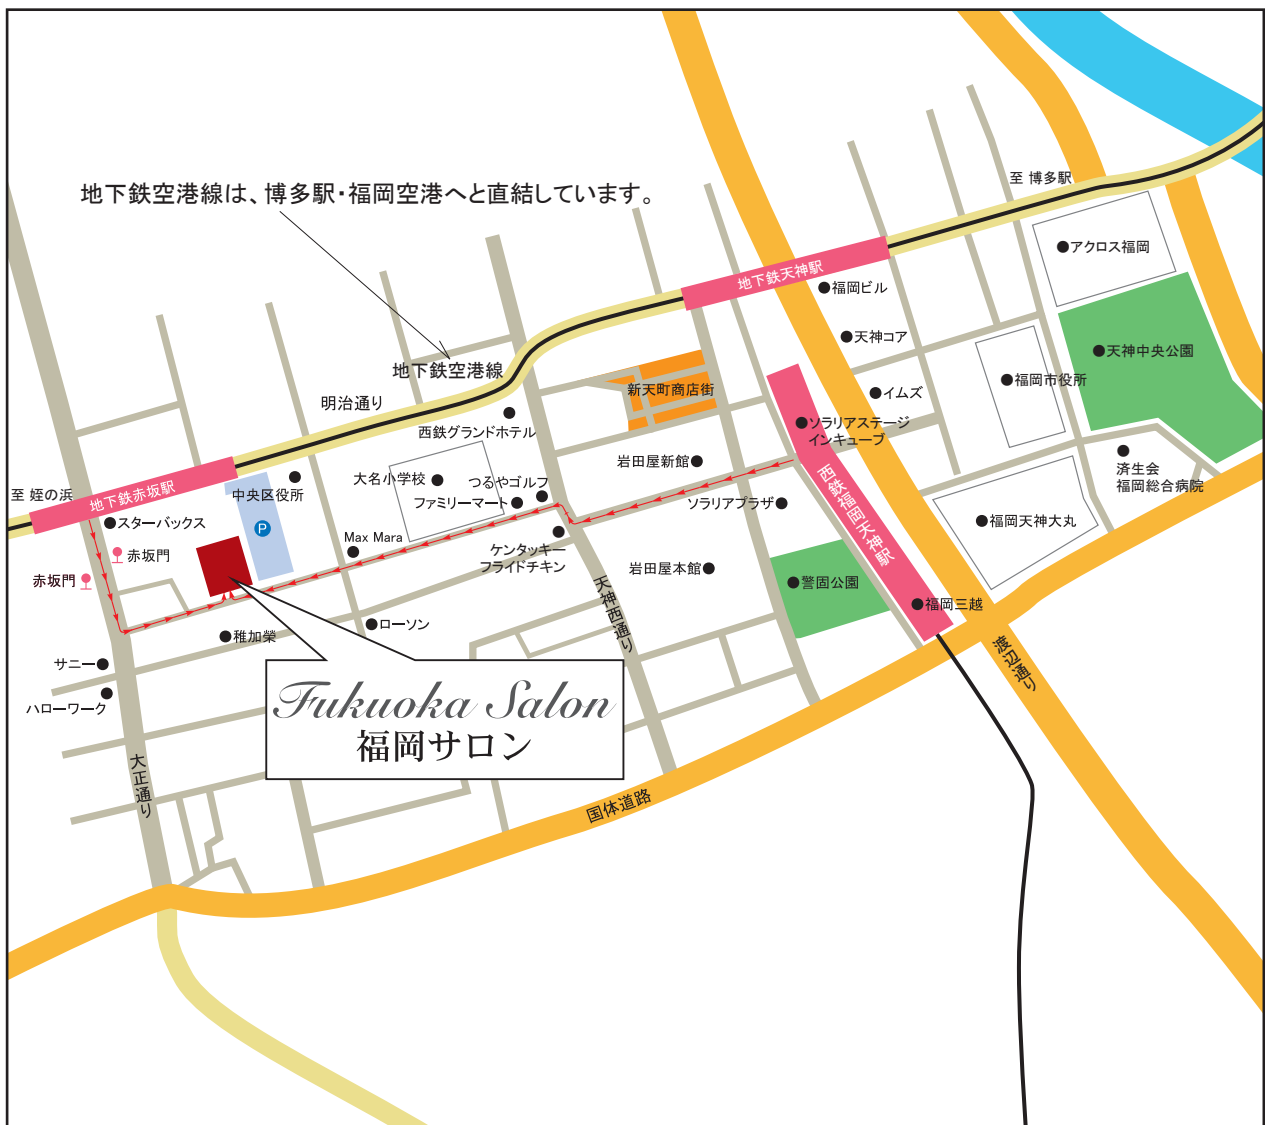 至 博多駅
地下鉄空港線は、博多駅・福岡空港へと直結しています。
アクロス福岡
地下鉄天神駅
福岡ビル
天神コア
天神中央公園
地下鉄空港線
福岡市役所
新天町商店街
イムズ
明治通り
西鉄グランドホテル
ソラリアステージ
インキューブ
岩田屋新館
済生会
福岡総合病院
大名小学校
つるやゴルフ
ファミリーマート
中央区役所
至 姪の浜
地下鉄赤坂駅
西鉄福岡天神駅
ソラリアプラザ
スターバックス
P
福岡天神大丸
Max Mara
ケンタッキー
フライドチキン
赤坂門
赤坂門
岩田屋本館
警固公園
天神西通り
福岡三越
ローソン
稚加榮
渡辺通り
サニー
ハローワーク
Fukuoka Salon
福岡サロン
大正通り
国体道路